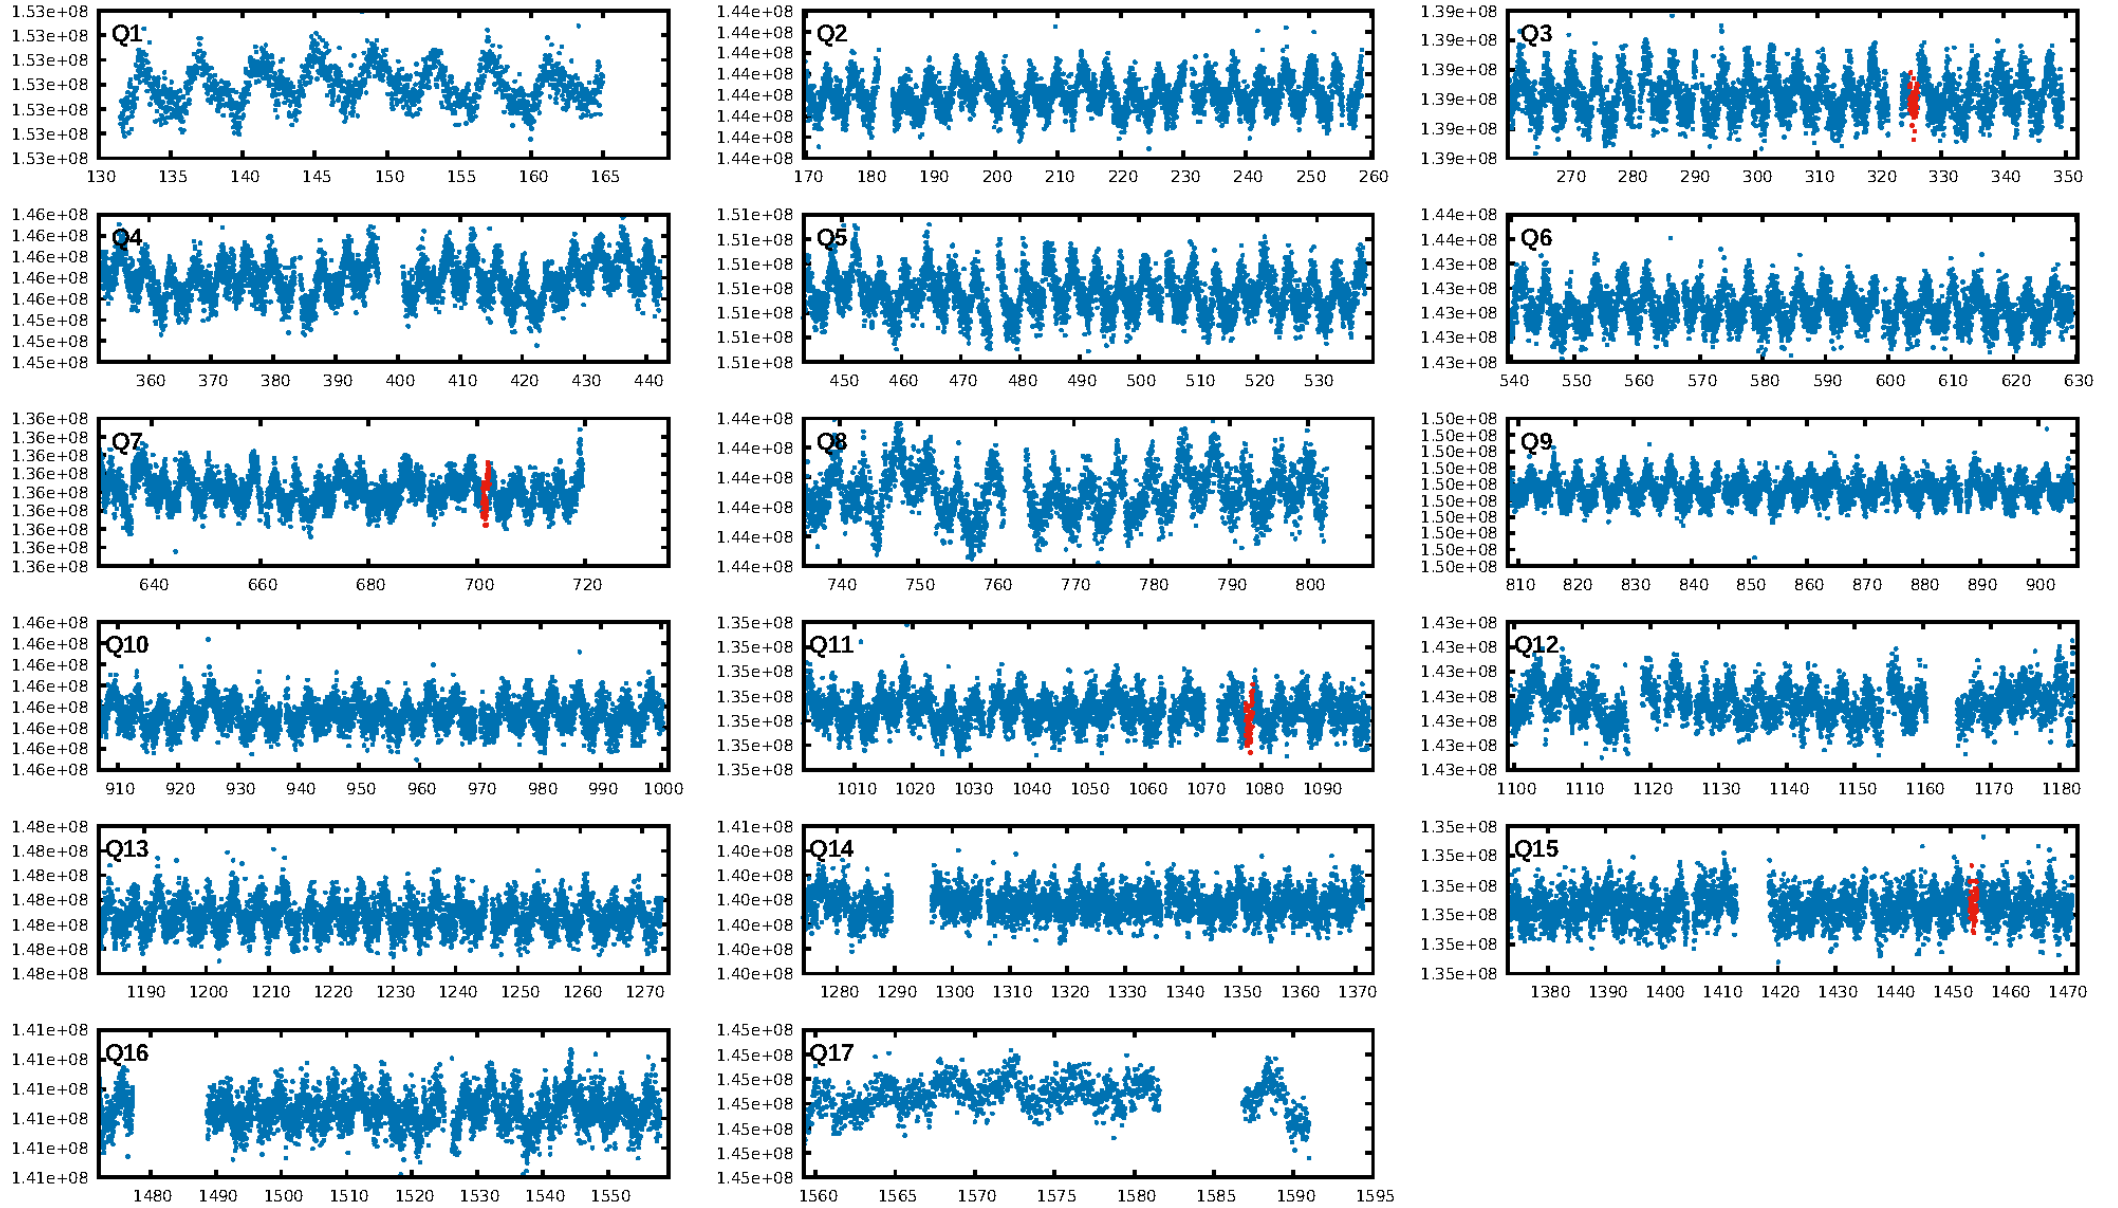 1.53e+08 1.53e+08 1.53e+08 1.53e+08 1.53e+08 1.53e+08 1.53e+08
Q1
130 135 140 145 150 155 160 165
1.44e+08 1.44e+08 1.44e+08 1.44e+08 1.44e+08 1.44e+08 1.44e+08 1.44e+08
Q2
170 180 190 200 210 220 230 240 250 260
1.39e+08 1.39e+08 1.39e+08 1.39e+08 1.39e+08 1.39e+08
Q3
270 280 290 300 310 320 330 340 350
1.46e+08 1.46e+08 1.46e+08 1.46e+08 1.46e+08 1.45e+08 1.45e+08 1.45e+08
Q4
360 370 380 390 400 410 420 430 440
1.51e+08 1.51e+08 1.51e+08 1.51e+08 1.51e+08 1.51e+08 1.51e+08
Q5
450 460 470 480 490 500 510 520 530
1.44e+08 1.44e+08 1.43e+08 1.43e+08 1.43e+08 1.43e+08 1.43e+08
Q6
540 550 560 570 580 590 600 610 620 630
1.36e+08 1.36e+08 1.36e+08 1.36e+08 1.36e+08 1.36e+08 1.36e+08 1.36e+08 1.36e+08
Q7
640 660 680 700 720
1.44e+08 1.44e+08 1.44e+08 1.44e+08 1.44e+08 1.44e+08
Q8
740 750 760 770 780 790 800
1.50e+08 1.50e+08 1.50e+08 1.50e+08 1.50e+08 1.50e+08 1.50e+08 1.50e+08 1.50e+08 1.50e+08
Q9
810 820 830 840 850 860 870 880 890 900
1.46e+08 1.46e+08 1.46e+08 1.46e+08 1.46e+08 1.46e+08 1.46e+08 1.46e+08
Q10
910 920 930 940 950 960 970 980 990 1000
1.35e+08 1.35e+08 1.35e+08 1.35e+08 1.35e+08 1.35e+08 1.35e+08
Q11
1010 1020 1030 1040 1050 1060 1070 1080 1090
1.43e+08 1.43e+08 1.43e+08 1.43e+08 1.43e+08 1.43e+08 1.43e+08
Q12
1100 1110 1120 1130 1140 1150 1160 1170 1180
1.48e+08 1.48e+08 1.48e+08 1.48e+08 1.48e+08 1.48e+08 1.48e+08
Q13
1190 1200 1210 1220 1230 1240 1250 1260 1270
1.41e+08 1.40e+08 1.40e+08 1.40e+08 1.40e+08 1.40e+08 1.40e+08
Q14
1280 1290 1300 1310 1320 1330 1340 1350 1360 1370
1.35e+08 1.35e+08 1.35e+08 1.35e+08 1.35e+08 1.35e+08
Q15
1380 1390 1400 1410 1420 1430 1440 1450 1460 1470
1.41e+08 1.41e+08 1.41e+08 1.41e+08 1.41e+08 1.41e+08
Q16
1480 1490 1500 1510 1520 1530 1540 1550
1.45e+08 1.45e+08 1.45e+08 1.45e+08 1.45e+08 1.45e+08 1.45e+08
Q17
1560 1565 1570 1575 1580 1585 1590 1595